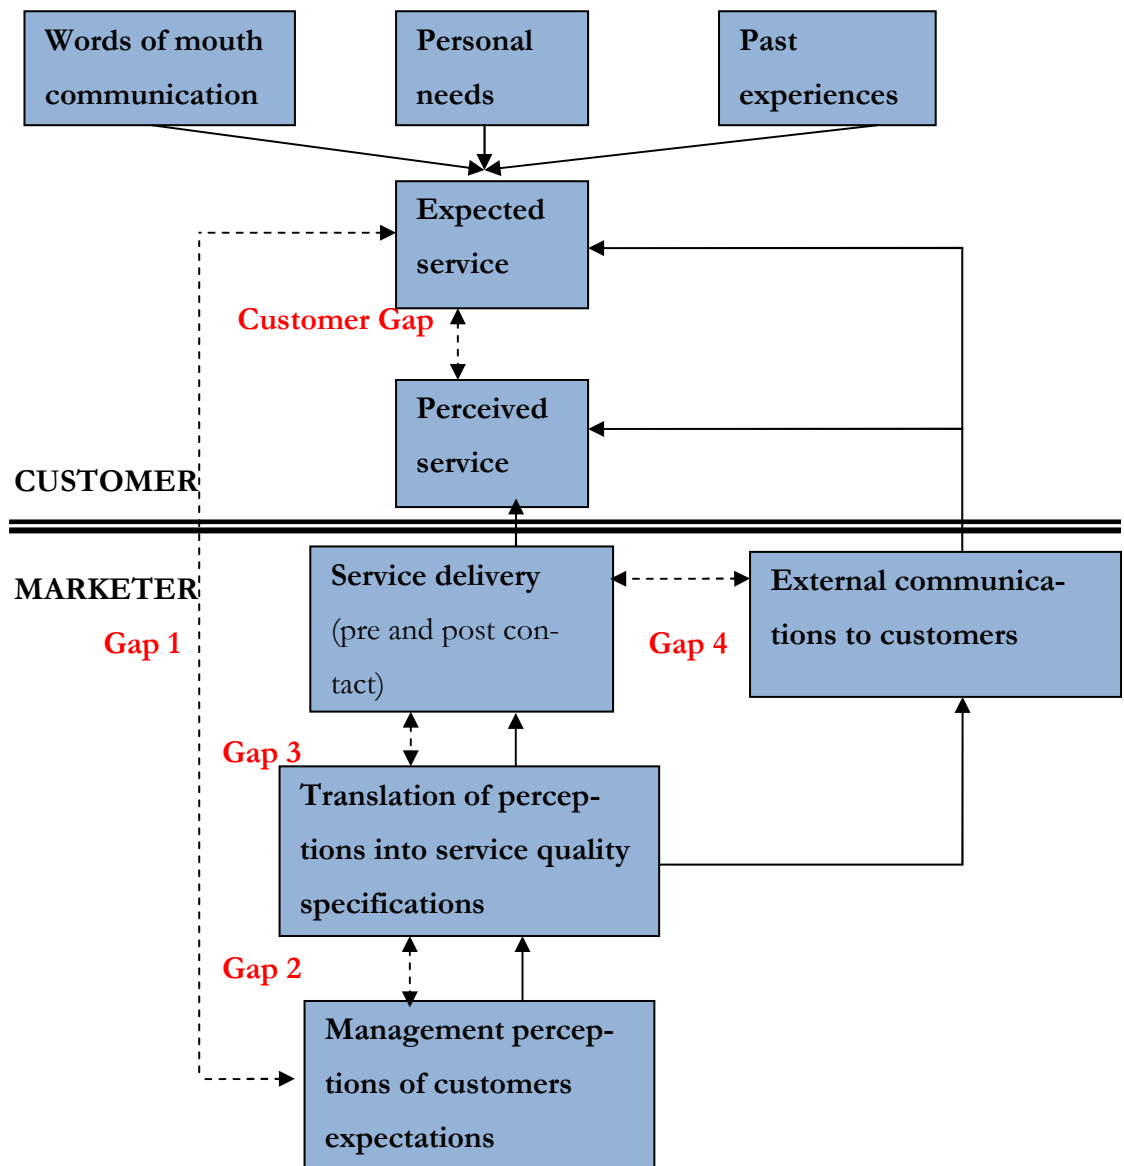 Words of mouth
communication
Personal
needs
Past
experiences
Expected
service
Customer Gap
Perceived
service
CUSTOMER
MARKETER
Gap 1
Service delivery
(pre and post con-
tact)
Gap 4
External communica-
tions to customers
Gap 3
Translation of percep-
tions into service quality
specifications
Gap 2
Management percep-
tions of customers
expectations